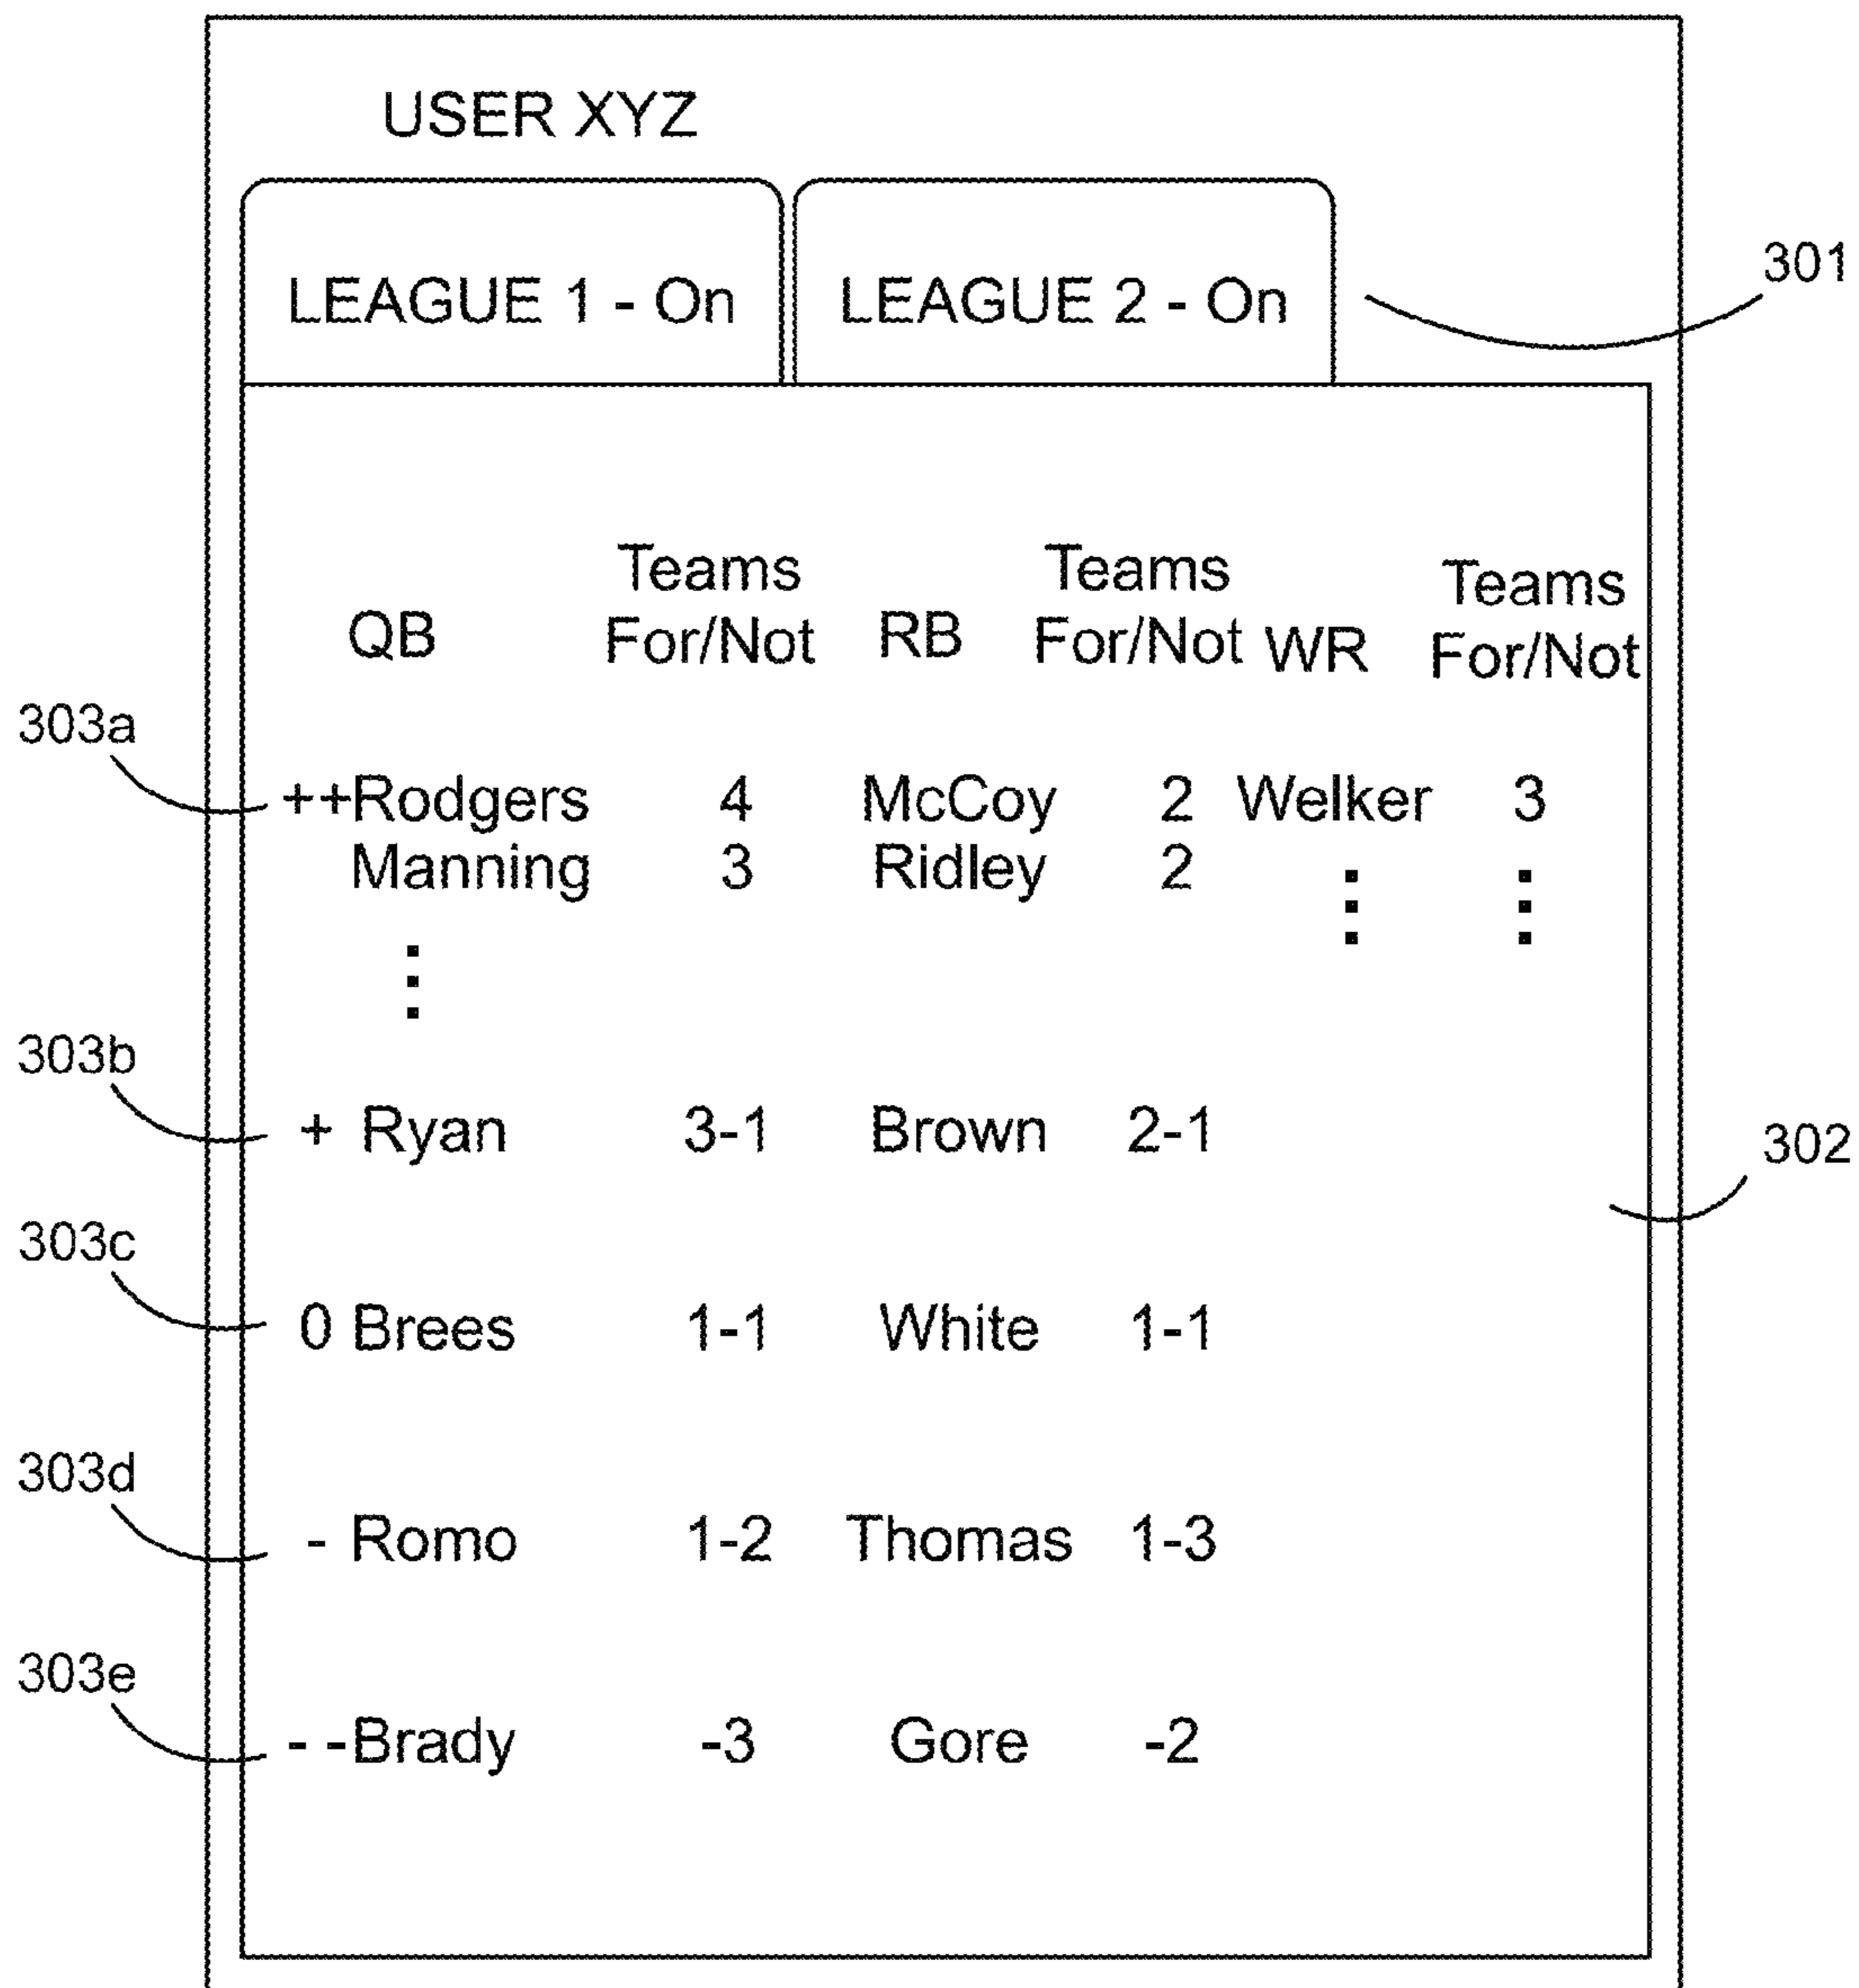 USER XYZ
LEAGUE 1 - On LEAGUE 2 - On
301
Teams Teams Teams
QB For/Not RB For/Not WR For/Not
303a
++Rodgers 4 McCoy 2 Welker 3
Manning 3 Ridley 2
303b
+ Ryan 3-1 Brown 2-1
302
303c
0 Brees 1-1 White 1-1
303d
- Romo 1-2 Thomas 1-3
303e
- -Brady -3 Gore -2